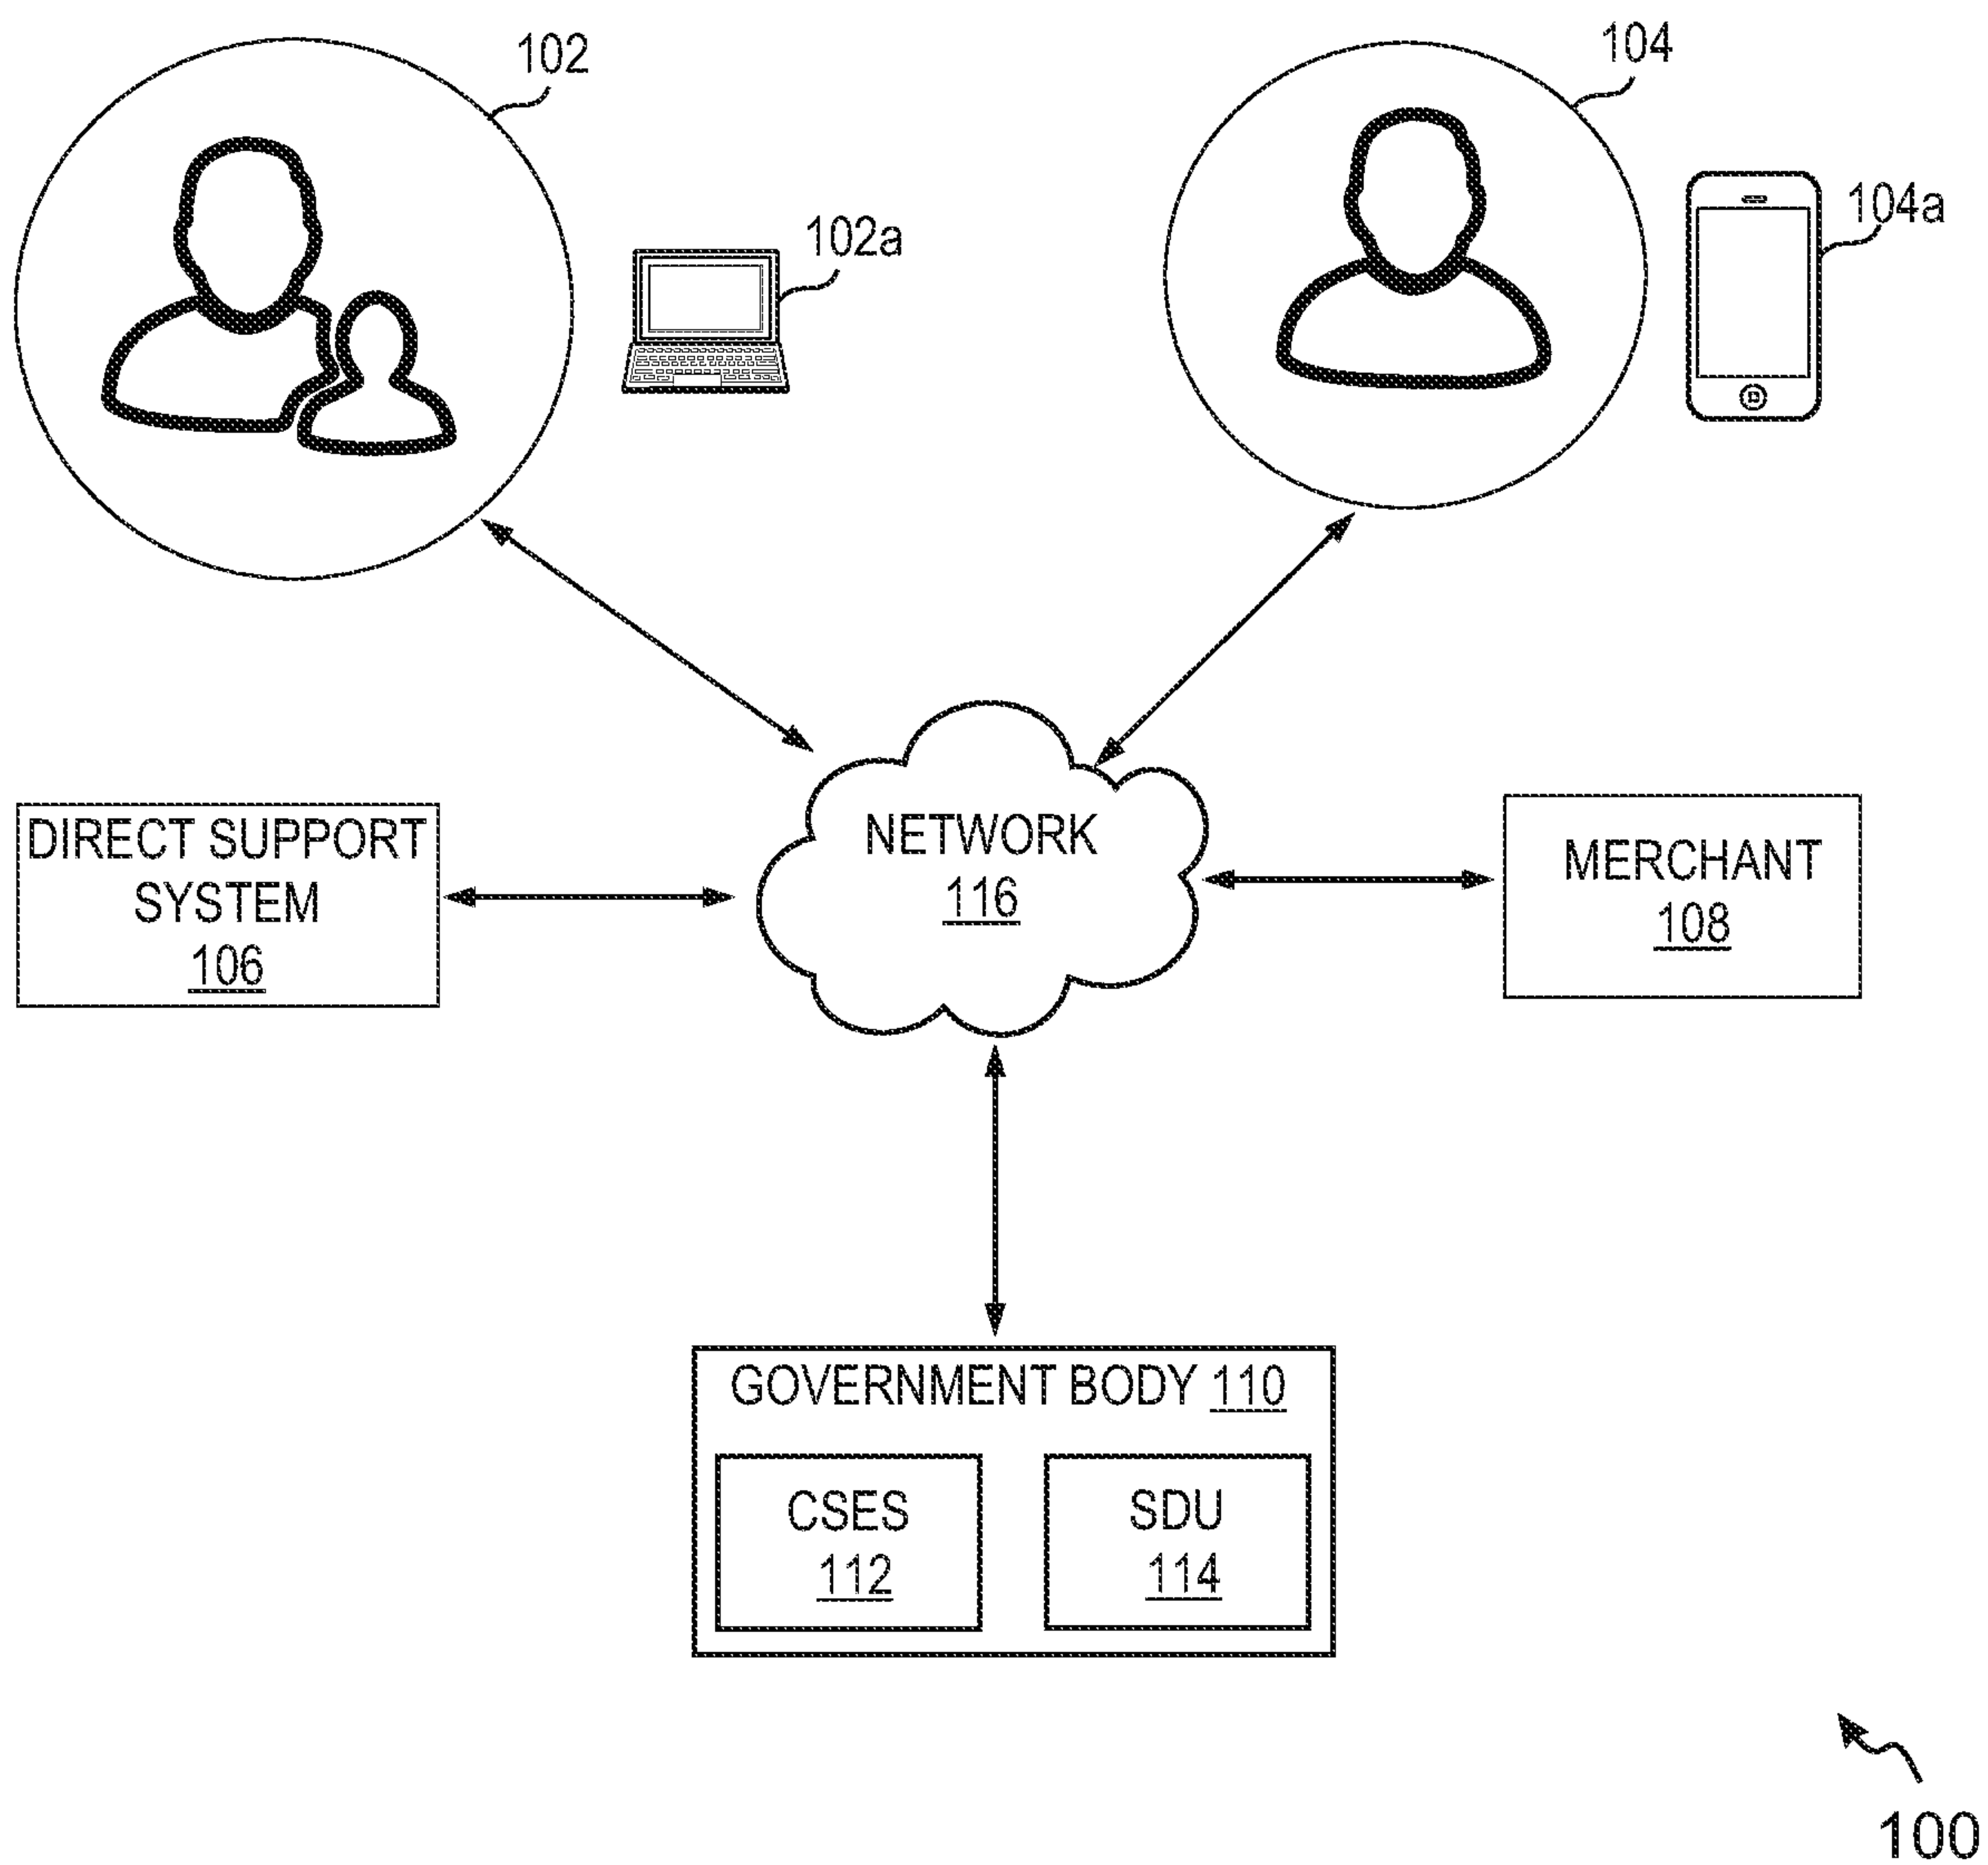 102
104
102a
104a
DIRECT SUPPORT
SYSTEM
106
NETWORK
116
MERCHANT
108
GOVERNMENT BODY 110
CSES
112
SDU
114
100